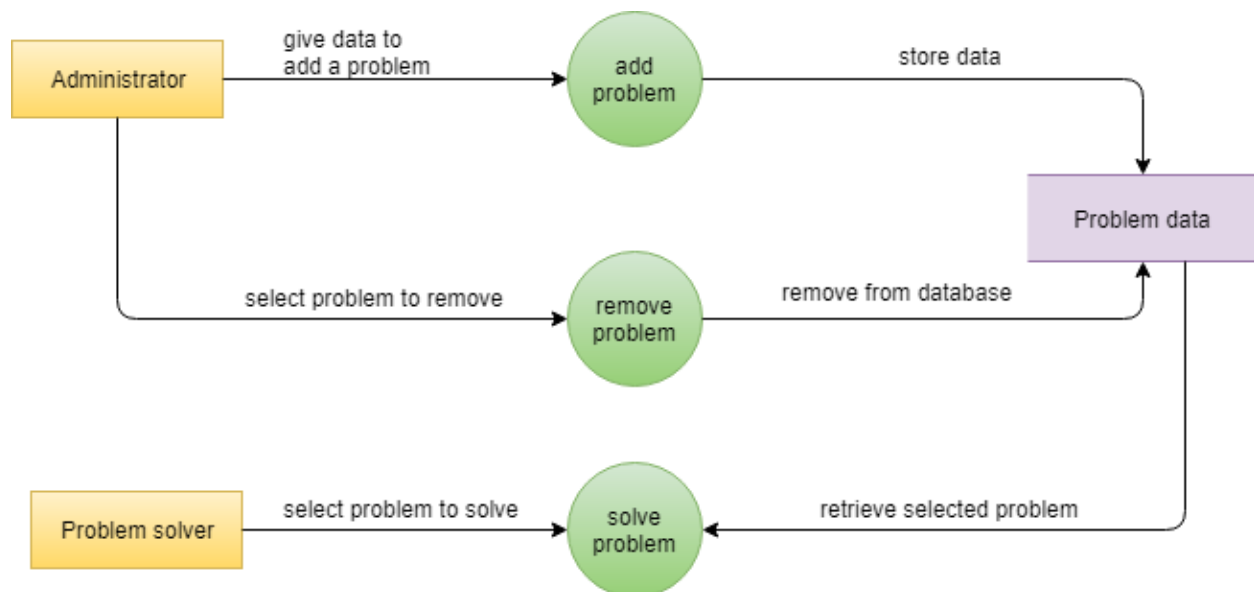 give data to
add a problem
Administrator
add
problem
store data
Problem data
select problem to remove
remove
problem
remove from database
Problem solver
select problem to solve
solve
problem
retrieve selected problem